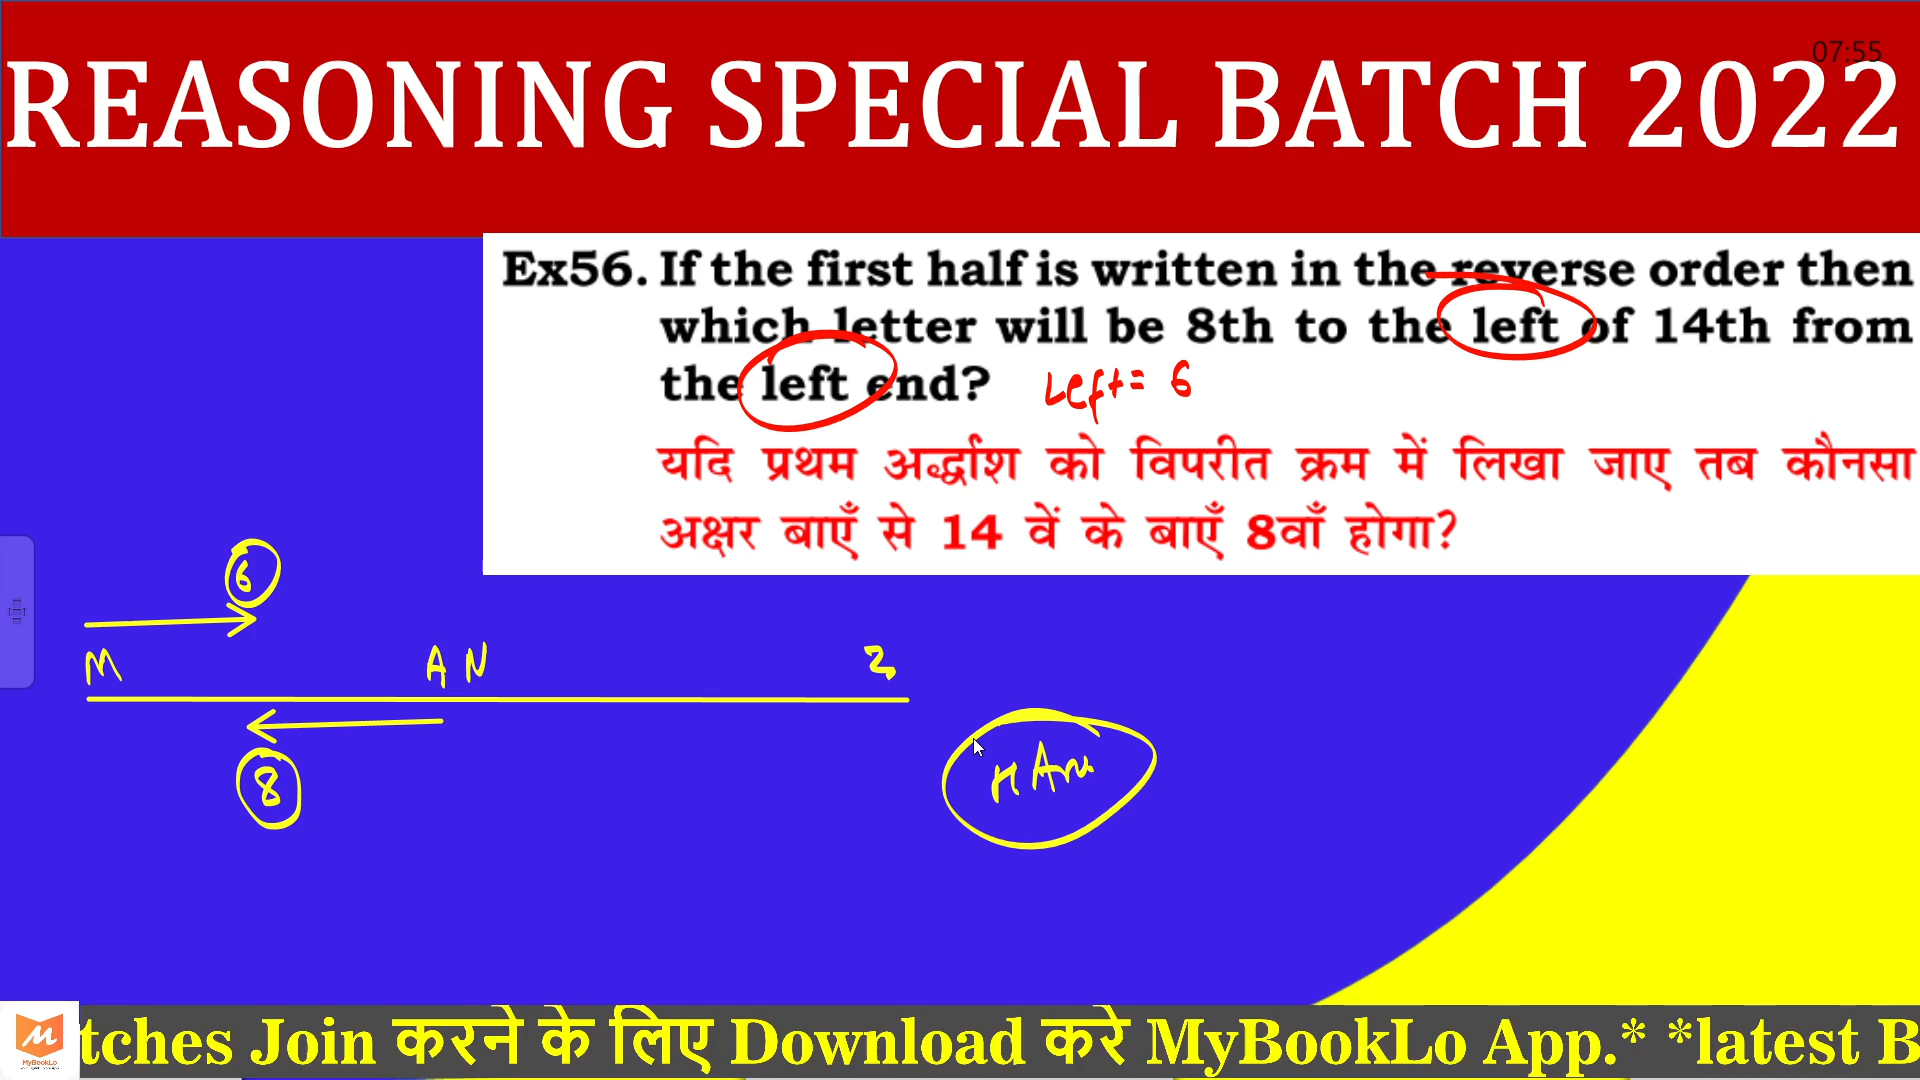 07:55
REASONING SPECIAL BATCH 2022
Ex56. If the first half is written in the reverse order then
which letter will be 8th to the left of 14th from
the left end? Left = 6
यदि प्रथम अर्द्धांश को विपरीत क्रम में लिखा जाए तब कौनसा
अक्षर बाएँ से 14 वें के बाएँ 8वाँ होगा?
6
M A N Z
8
H Ans
tches Join करने के लिए Download करे MyBookLo App.* *latest B
MyBookLo